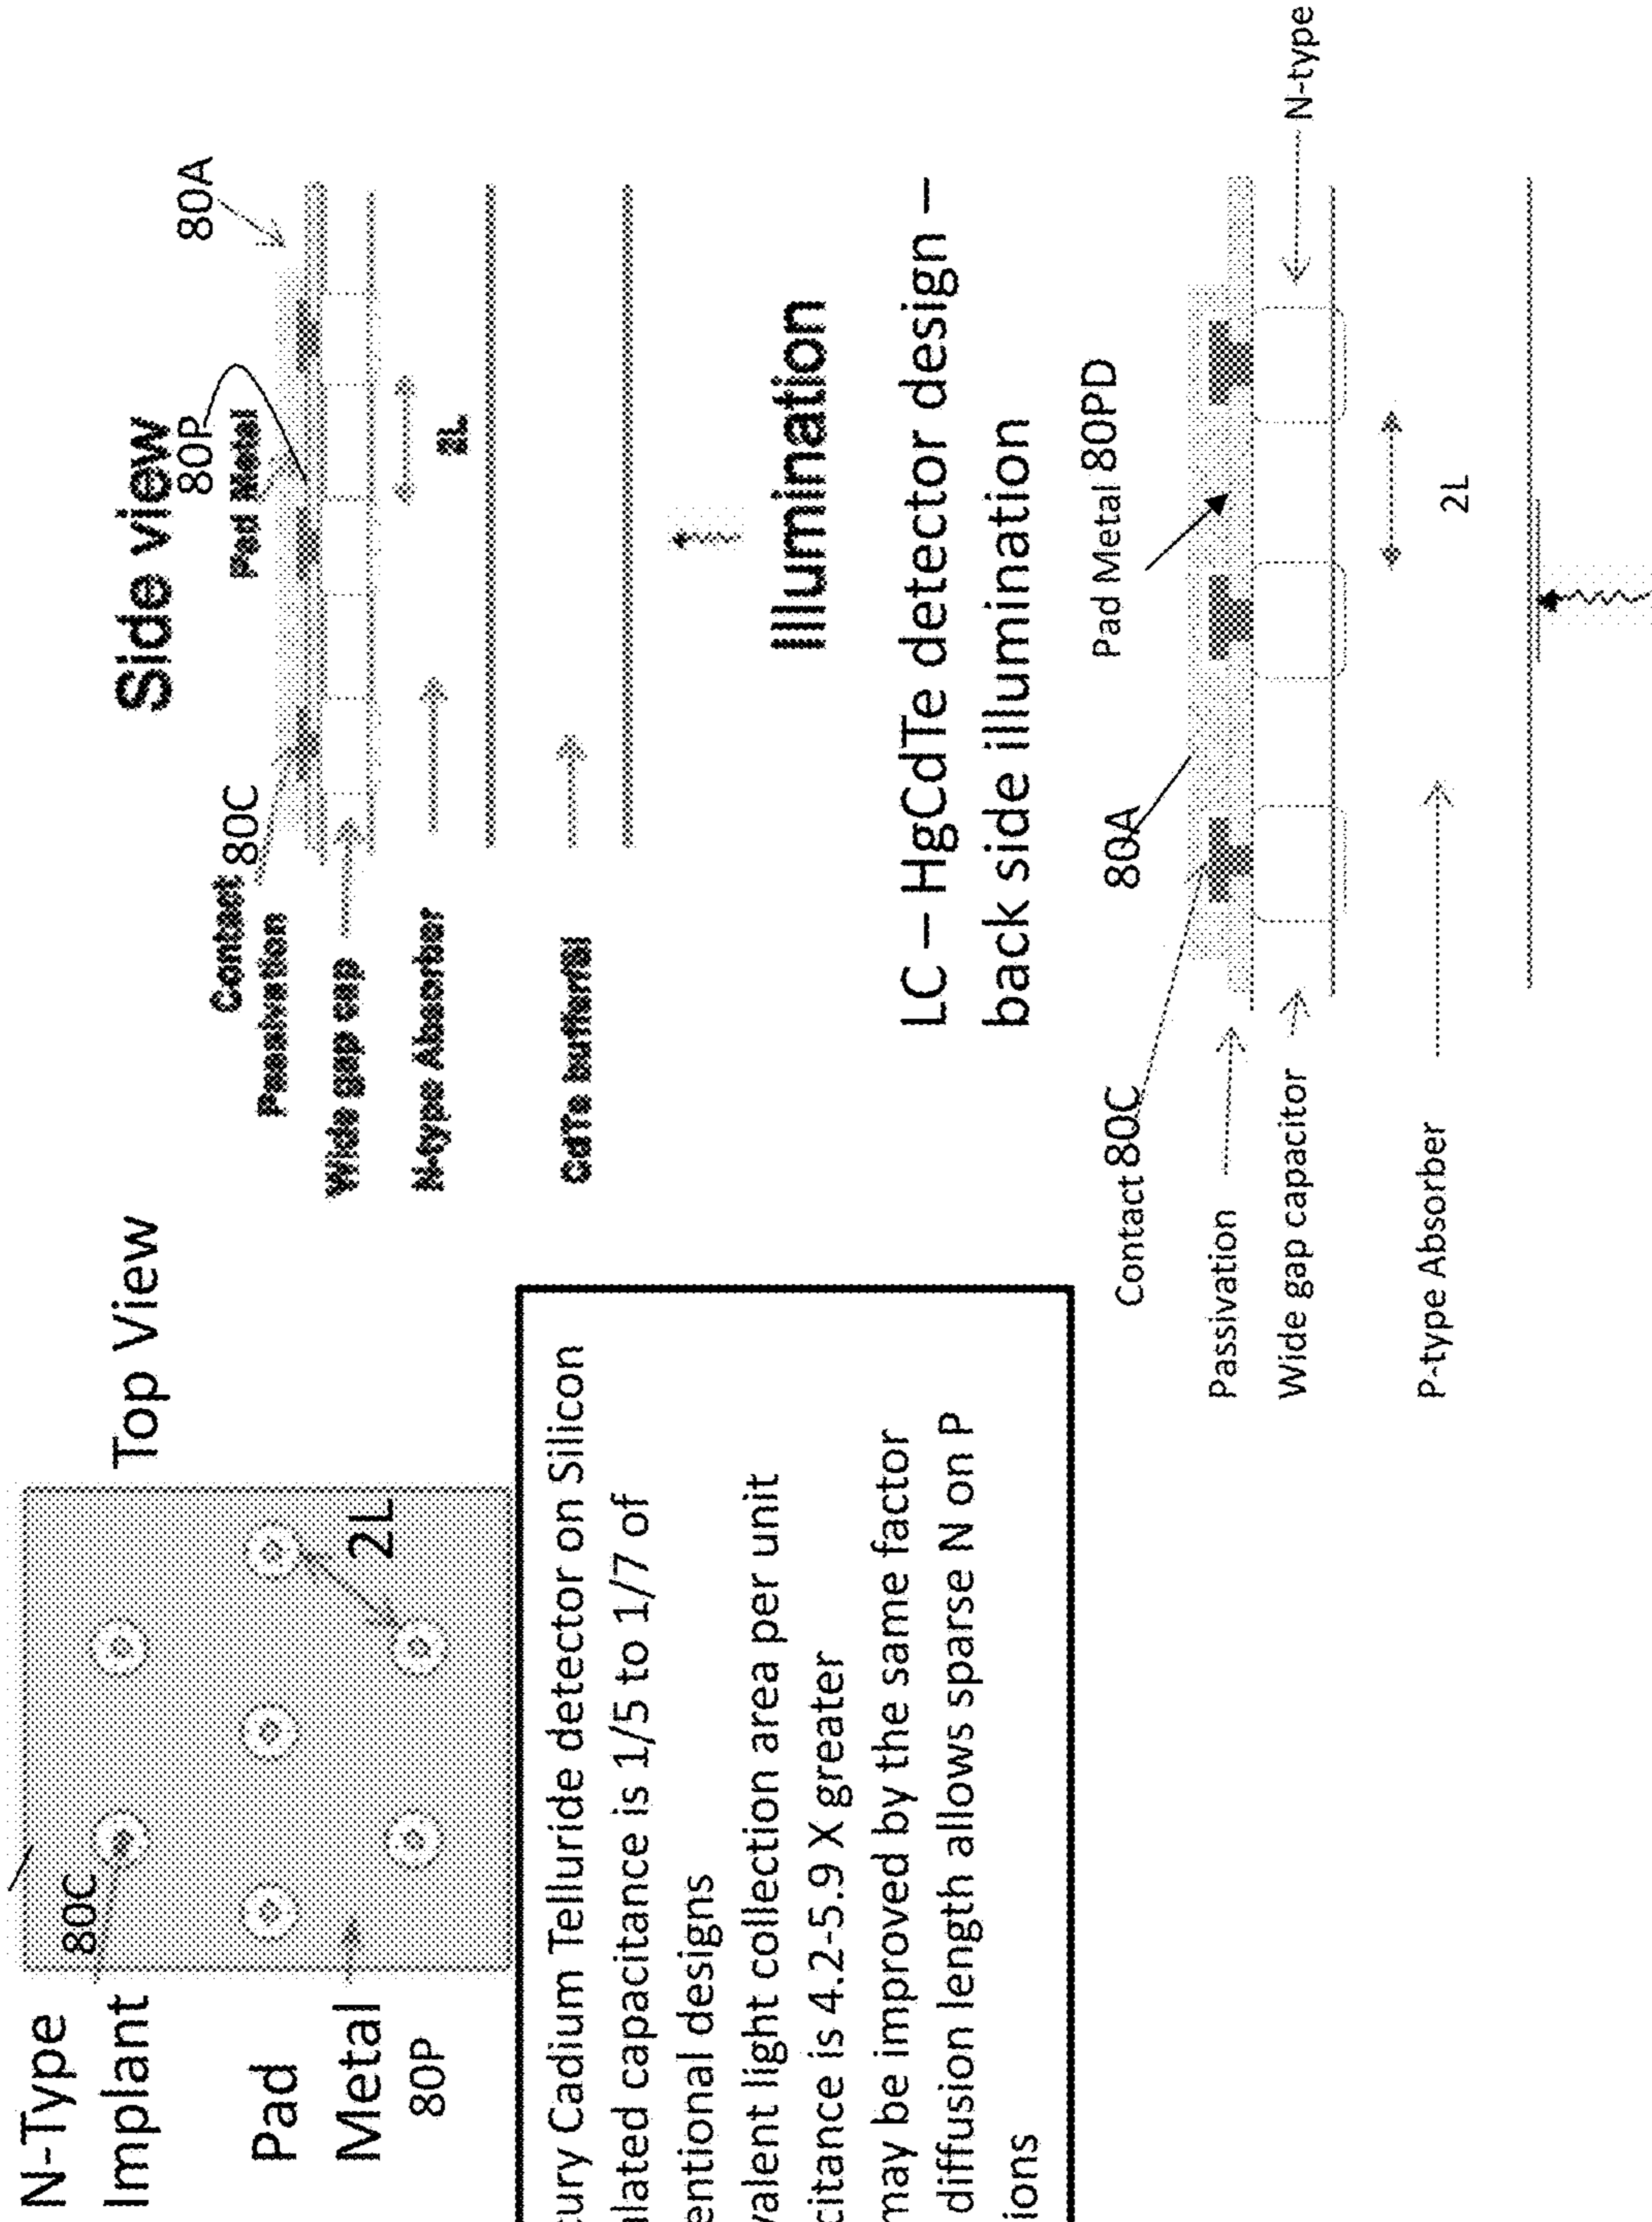 N-Type
Implant
80C
Pad
Metal
80P
Top View
2L
cury Cadium Telluride detector on Silicon
ulated capacitance is 1/5 to 1/7 of
entional designs
valent light collection area per unit
citance is 4.2-5.9 X greater
may be improved by the same factor
diffusion length allows sparse N on P
ions
Side view
80P
Pad Metal
80A
Contact 80C
Passivation
Wide gap cap
N-type Absorber
2L
CdTe buffer/Si
Illumination
LC – HgCdTe detector design –
back side illumination
Contact 80C
80A
Pad Metal 80PD
Passivation
Wide gap capacitor
N-type
P-type Absorber
2L